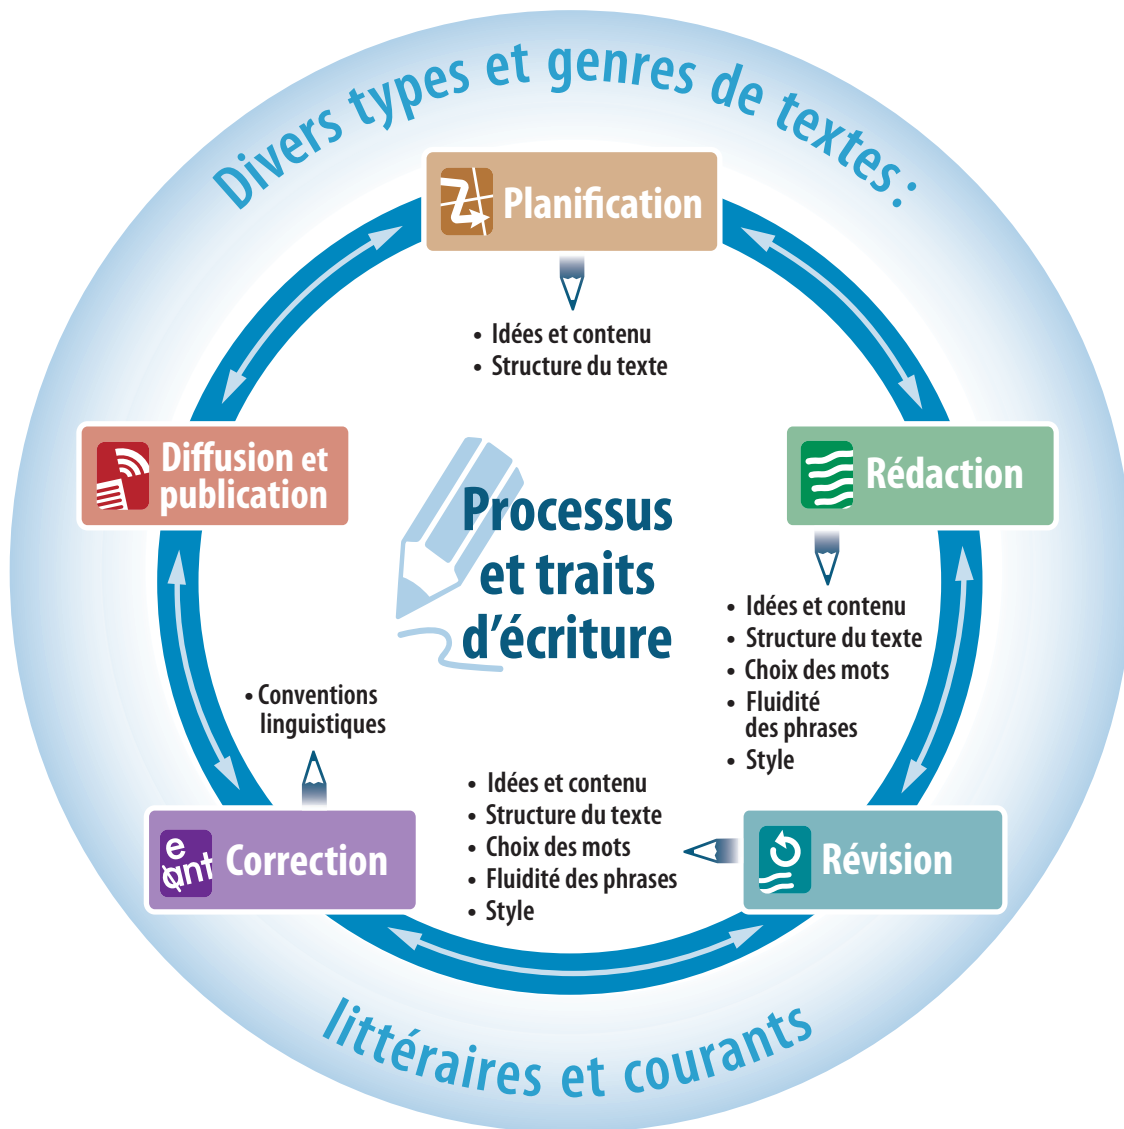 Divers types et genres de textes :
Planification
• Idées et contenu
• Structure du texte
Diffusion et
publication
Rédaction
Processus
et traits
d'écriture
• Idées et contenu
• Structure du texte
• Choix des mots
• Fluidité
des phrases
• Style
• Conventions
linguistiques
• Idées et contenu
• Structure du texte
• Choix des mots
• Fluidité des phrases
• Style
e
ant
Correction
Révision
littéraires et courants